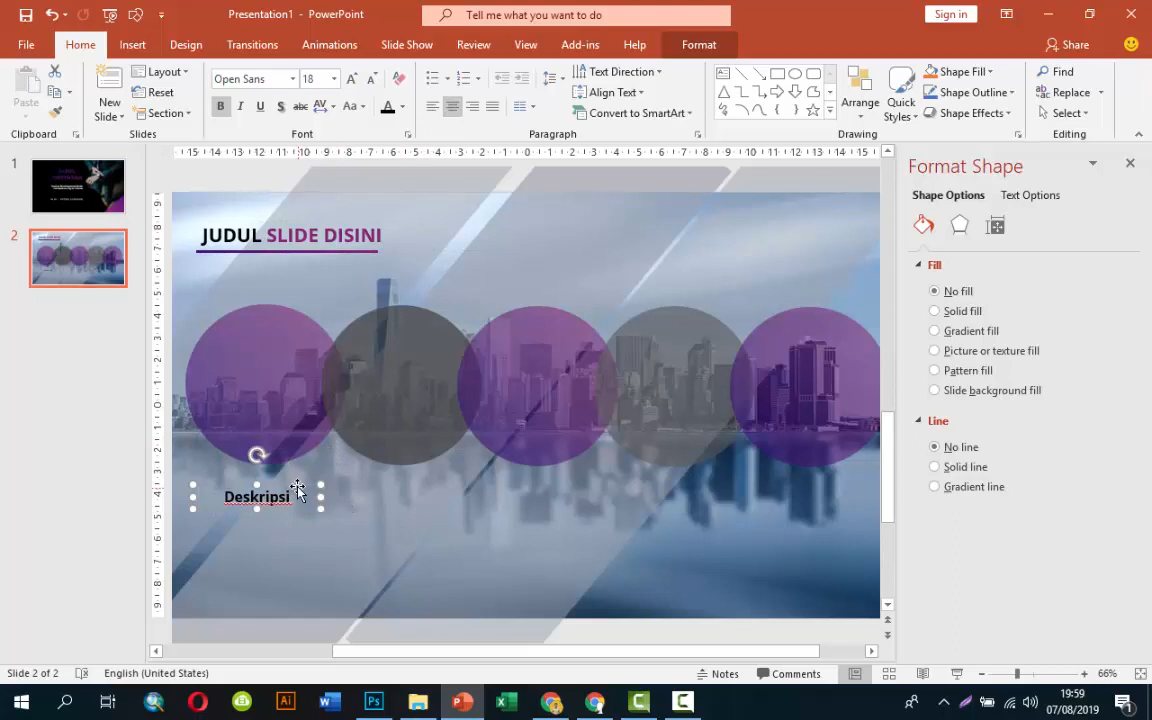 Presentation1 - PowerPoint
Tell me what you want to do
Sign in
File Home Insert Design Transitions Animations Slide Show Review View Add-ins Help Format Share
Paste
New Slide
Layout
Reset
Section
Open Sans 18
B I U S abc AV Aa A
Text Direction
Align Text
Convert to SmartArt
Arrange
Quick Styles
Shape Fill
Shape Outline
Shape Effects
Find
Replace
Select
Clipboard Slides Font Paragraph Drawing Editing
1
2
JUDUL SLIDE DISINI
Deskripsi
Format Shape
Shape Options Text Options
Fill
No fill
Solid fill
Gradient fill
Picture or texture fill
Pattern fill
Slide background fill
Line
No line
Solid line
Gradient line
Slide 2 of 2 English (United States) Notes Comments 66%
19:59
07/08/2019